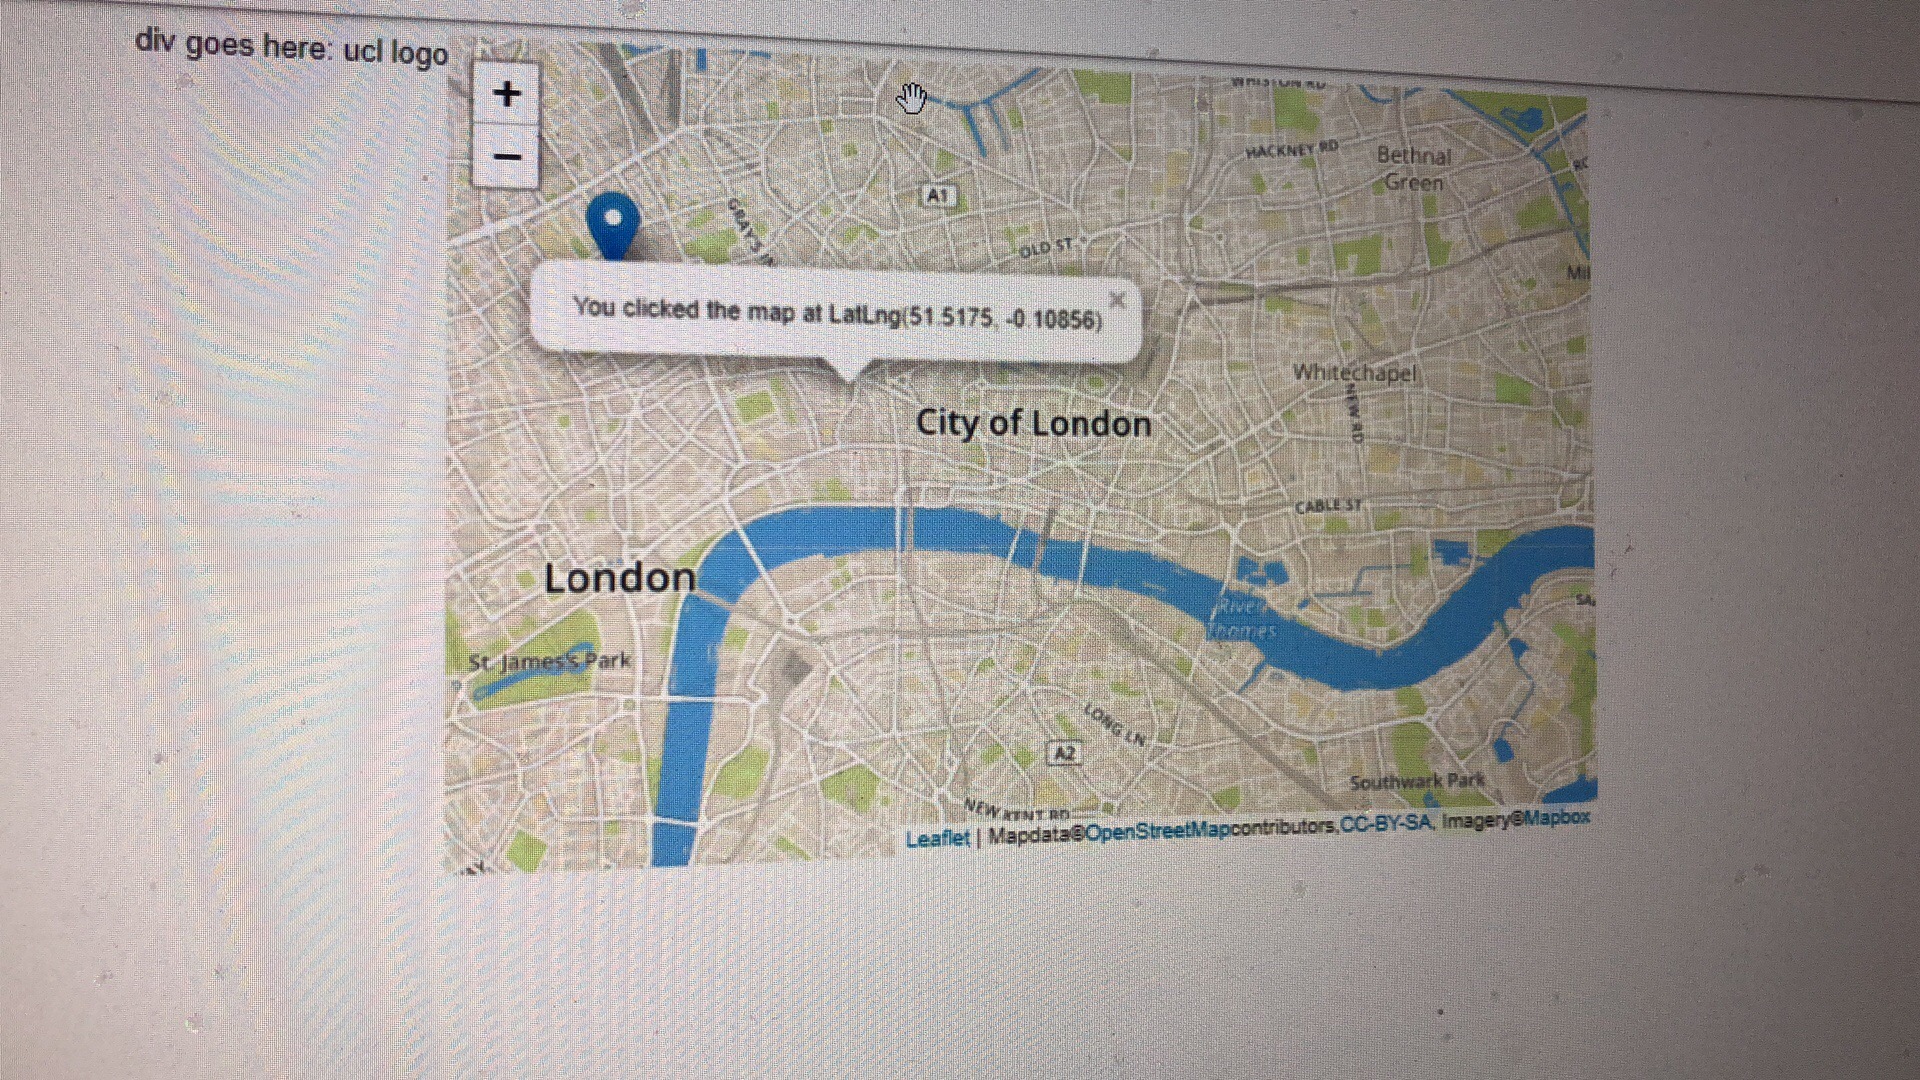 div goes here: ucl logo
+
−
HACKNEY RD
Bethnal
Green
A1
OLD ST
You clicked the map at LatLng(51.5175, -0.10856)
×
Whitechapel
NEW RD
City of London
CABLE ST
London
River
Thames
St. James's Park
LONG LN
A2
Southwark Park
NEW KENT RD
Leaflet | Mapdata©OpenStreetMapcontributors,CC-BY-SA, Imagery©Mapbox